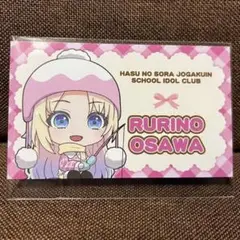 HASU NO SORA JOGAKUIN
SCHOOL IDOL CLUB
RURINO
OSAWA